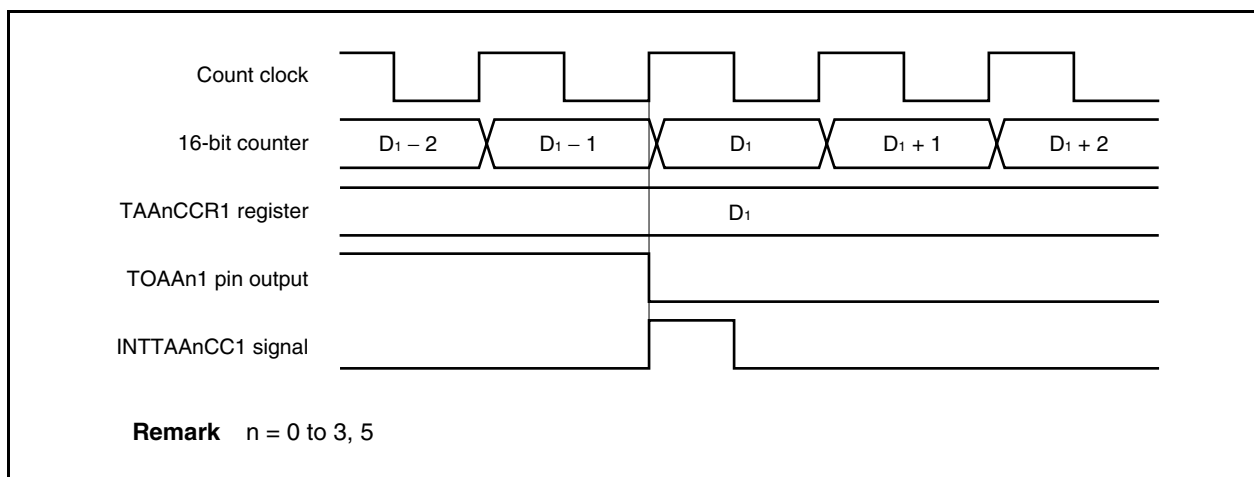 Count clock
16-bit counter D₁ − 2 D₁ − 1 D₁ D₁ + 1 D₁ + 2
TAAnCCR1 register D₁
TOAAn1 pin output
INTTAAnCC1 signal
Remark n = 0 to 3, 5